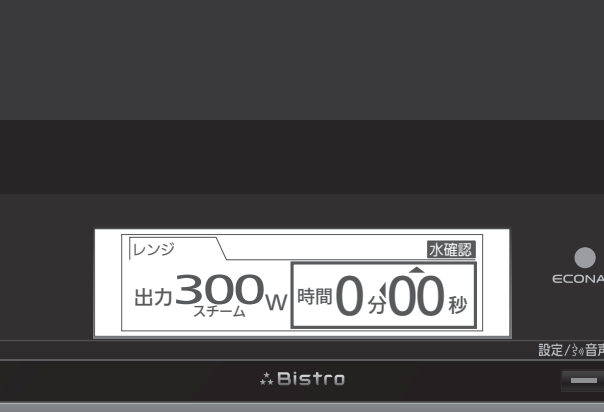 レンジ 水確認
出力300W 時間0分00秒
スチーム
ECONA
設定/音声
Bistro